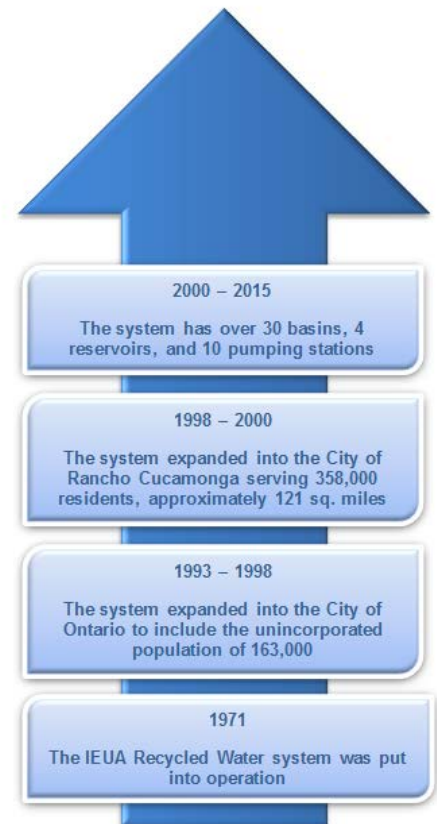 2000 – 2015
The system has over 30 basins, 4
reservoirs, and 10 pumping stations
1998 – 2000
The system expanded into the City of
Rancho Cucamonga serving 358,000
residents, approximately 121 sq. miles
1993 – 1998
The system expanded into the City of
Ontario to include the unincorporated
population of 163,000
1971
The IEUA Recycled Water system was put
into operation